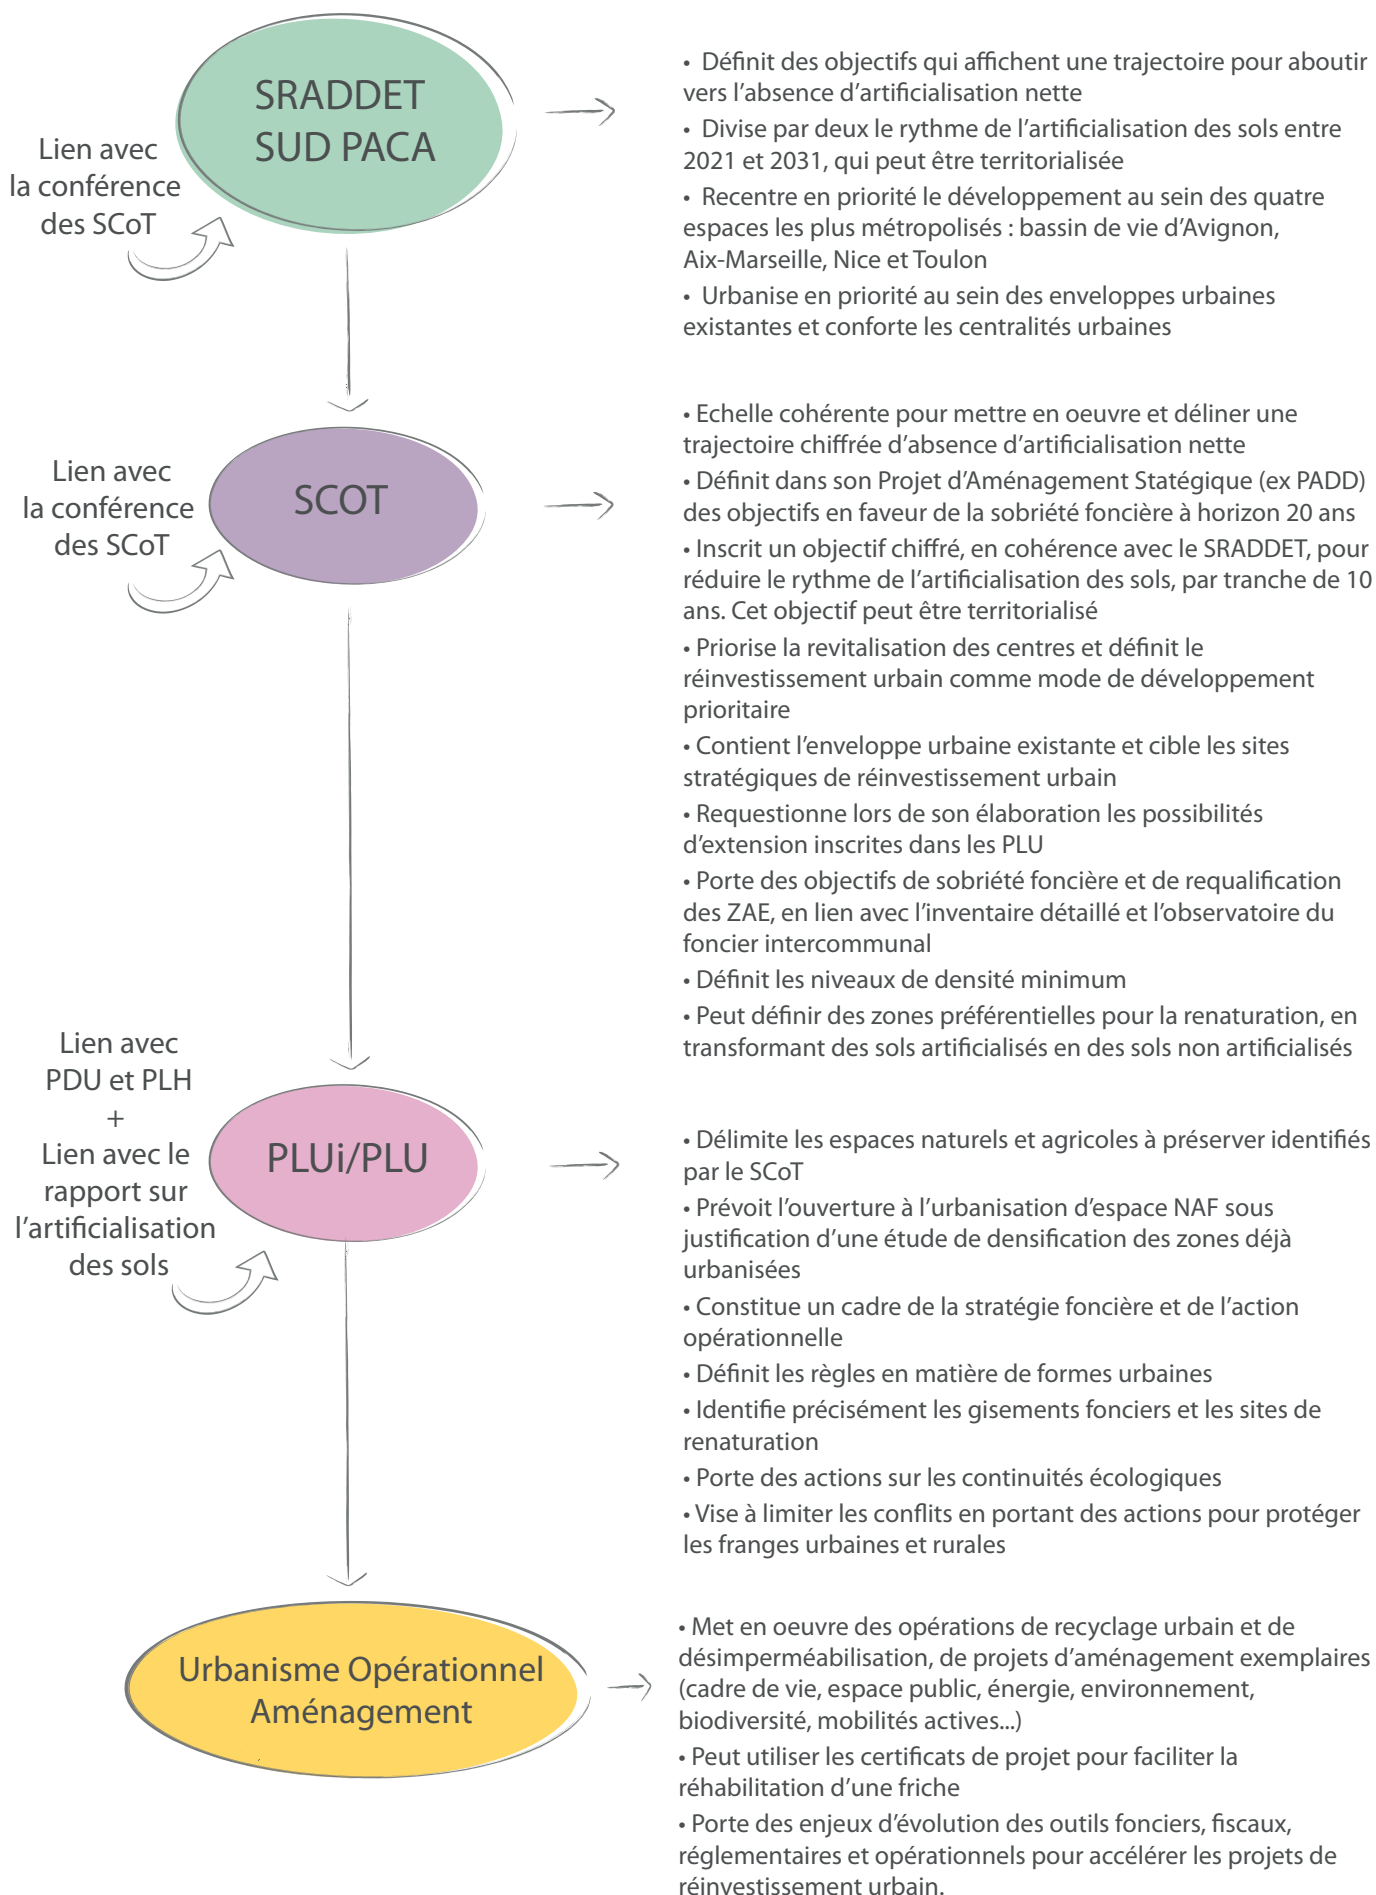 SRADDET
SUD PACA
Lien avec
la conférence
des SCoT
• Définit des objectifs qui affichent une trajectoire pour aboutir
vers l’absence d’artificialisation nette
• Divise par deux le rythme de l’artificialisation des sols entre
2021 et 2031, qui peut être territorialisée
• Recentre en priorité le développement au sein des quatre
espaces les plus métropolisés : bassin de vie d’Avignon,
Aix-Marseille, Nice et Toulon
• Urbanise en priorité au sein des enveloppes urbaines
existantes et conforte les centralités urbaines
Lien avec
la conférence
des SCoT
SCOT
• Echelle cohérente pour mettre en oeuvre et déliner une
trajectoire chiffrée d’absence d’artificialisation nette
• Définit dans son Projet d’Aménagement Statégique (ex PADD)
des objectifs en faveur de la sobriété foncière à horizon 20 ans
• Inscrit un objectif chiffré, en cohérence avec le SRADDET, pour
réduire le rythme de l’artificialisation des sols, par tranche de 10
ans. Cet objectif peut être territorialisé
• Priorise la revitalisation des centres et définit le
réinvestissement urbain comme mode de développement
prioritaire
• Contient l’enveloppe urbaine existante et cible les sites
stratégiques de réinvestissement urbain
• Requestionne lors de son élaboration les possibilités
d’extension inscrites dans les PLU
• Porte des objectifs de sobriété foncière et de requalification
des ZAE, en lien avec l’inventaire détaillé et l’observatoire du
foncier intercommunal
• Définit les niveaux de densité minimum
• Peut définir des zones préférentielles pour la renaturation, en
transformant des sols artificialisés en des sols non artificialisés
Lien avec
PDU et PLH
+
Lien avec le
rapport sur
l’artificialisation
des sols
PLUi/PLU
• Délimite les espaces naturels et agricoles à préserver identifiés
par le SCoT
• Prévoit l’ouverture à l’urbanisation d’espace NAF sous
justification d’une étude de densification des zones déjà
urbanisées
• Constitue un cadre de la stratégie foncière et de l’action
opérationnelle
• Définit les règles en matière de formes urbaines
• Identifie précisément les gisements fonciers et les sites de
renaturation
• Porte des actions sur les continuités écologiques
• Vise à limiter les conflits en portant des actions pour protéger
les franges urbaines et rurales
Urbanisme Opérationnel
Aménagement
• Met en oeuvre des opérations de recyclage urbain et de
désimperméabilisation, de projets d’aménagement exemplaires
(cadre de vie, espace public, énergie, environnement,
biodiversité, mobilités actives...)
• Peut utiliser les certificats de projet pour faciliter la
réhabilitation d’une friche
• Porte des enjeux d’évolution des outils fonciers, fiscaux,
réglementaires et opérationnels pour accélérer les projets de
réinvestissement urbain.